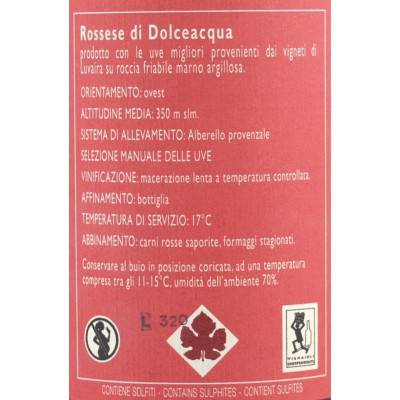 Rossese di Dolceacqua
prodotto con le uve migliori provenienti dai vigneti di
Luvaira su roccia friabile marno argillosa.
ORIENTAMENTO: ovest
ALTITUDINE MEDIA: 350 m slm.
SISTEMA DI ALLEVAMENTO: Alberello provenzale
SELEZIONE MANUALE DELLE UVE
VINIFICAZIONE: macerazione lenta a temperatura controllata.
AFFINAMENTO: bottiglia
TEMPERATURA DI SERVIZIO: 17°C
ABBINAMENTO: carni rosse saporite, formaggi stagionati.
Conservare al buio in posizione coricata, ad una temperatura
compresa tra gli 11-15°C, umidità dell'ambiente 70%.
L 320
VIGNAIOLI
INDIPENDENTI
CONTIENE SOLFITI - CONTAINS SULPHITES - CONTIENT SULFITES